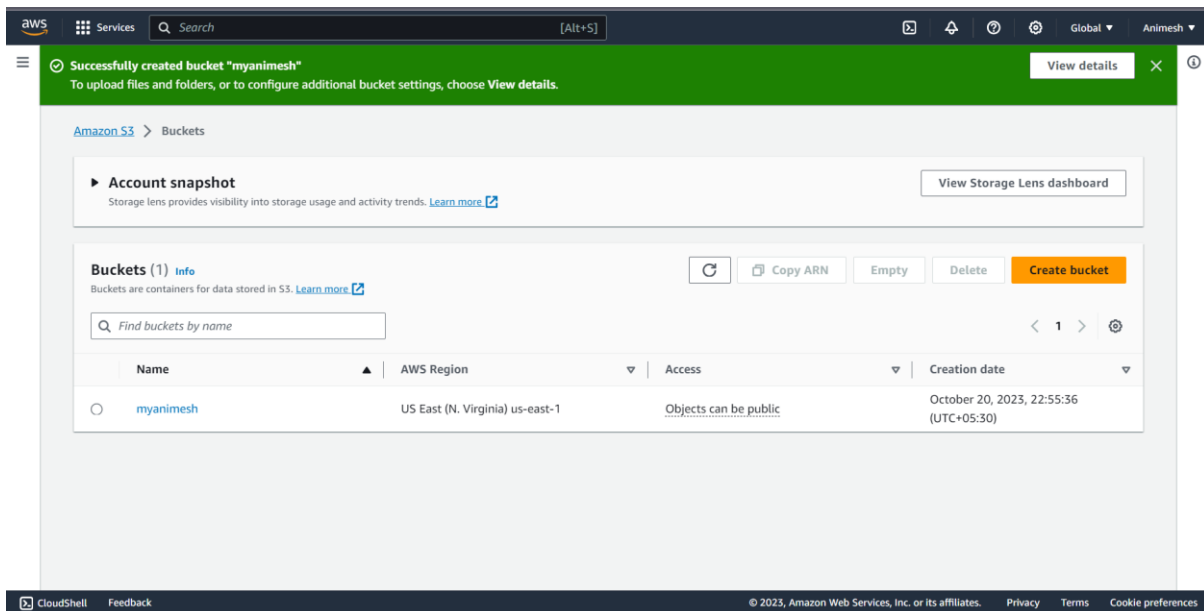 aws Services Search [Alt+S] Global Animesh
Successfully created bucket "myanimesh"
To upload files and folders, or to configure additional bucket settings, choose View details.
View details
Amazon S3 > Buckets
Account snapshot
Storage lens provides visibility into storage usage and activity trends. Learn more
View Storage Lens dashboard
Buckets (1) Info
Buckets are containers for data stored in S3. Learn more
Copy ARN Empty Delete Create bucket
Find buckets by name
< 1 >
Name AWS Region Access Creation date
myanimesh US East (N. Virginia) us-east-1 Objects can be public October 20, 2023, 22:55:36
(UTC+05:30)
CloudShell Feedback © 2023, Amazon Web Services, Inc. or its affiliates. Privacy Terms Cookie preferences